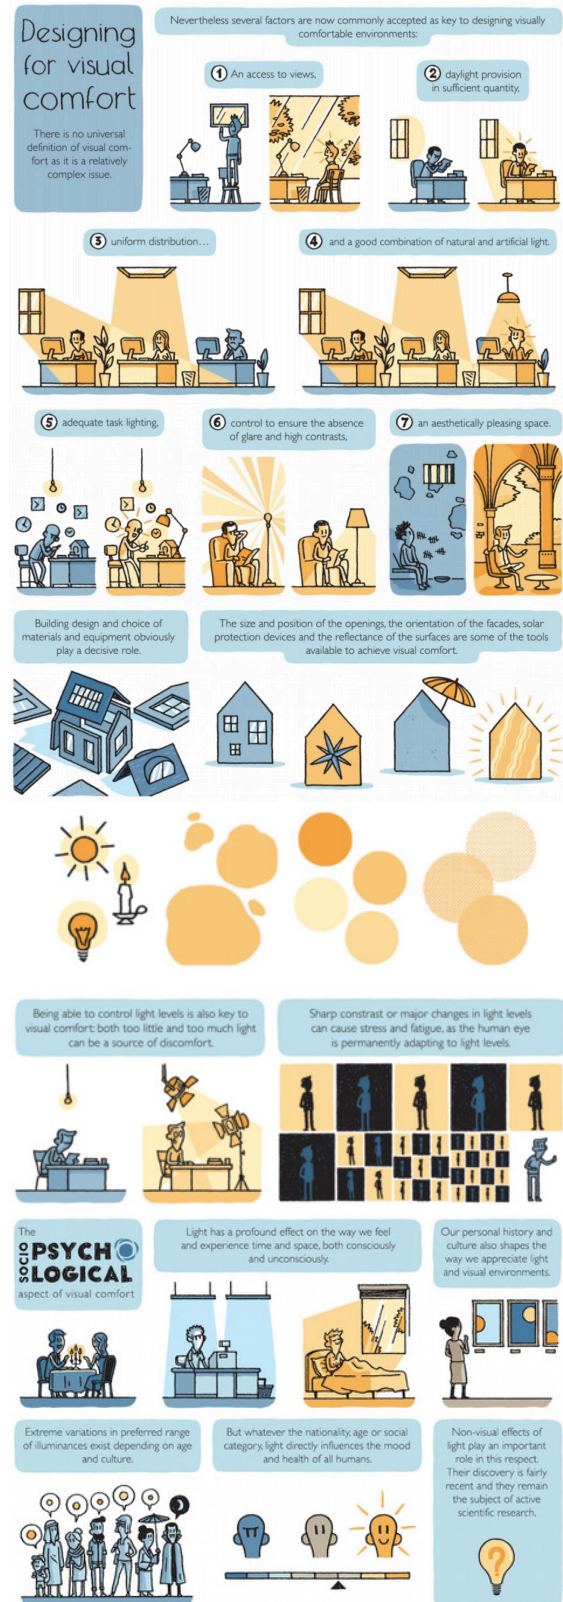 Designing
for visual
comfort
There is no universal
definition of visual com-
fort as it is a relatively
complex issue.
Nevertheless several factors are now commonly accepted as key to designing visually
comfortable environments:
1 An access to views,
2 daylight provision
in sufficient quantity,
3 uniform distribution...
4 and a good combination of natural and artificial light.
5 adequate task lighting,
6 control to ensure the absence
of glare and high contrasts,
7 an aesthetically pleasing space.
Building design and choice of
materials and equipment obviously
play a decisive role.
The size and position of the openings, the orientation of the facades, solar
protection devices and the reflectance of the surfaces are some of the tools
available to achieve visual comfort.
Being able to control light levels is also key to
visual comfort: both too little and too much light
can be a source of discomfort.
Sharp constrast or major changes in light levels
can cause stress and fatigue, as the human eye
is permanently adapting to light levels.
The
SOCIO
PSYCHO
LOGICAL
aspect of visual comfort
Light has a profound effect on the way we feel
and experience time and space, both consciously
and unconsciously.
Our personal history and
culture also shapes the
way we appreciate light
and visual environments.
Extreme variations in preferred range
of illuminances exist depending on age
and culture.
But whatever the nationality, age or social
category, light directly influences the mood
and health of all humans.
Non-visual effects of
light play an important
role in this respect.
Their discovery is fairly
recent and they remain
the subject of active
scientific research.
?